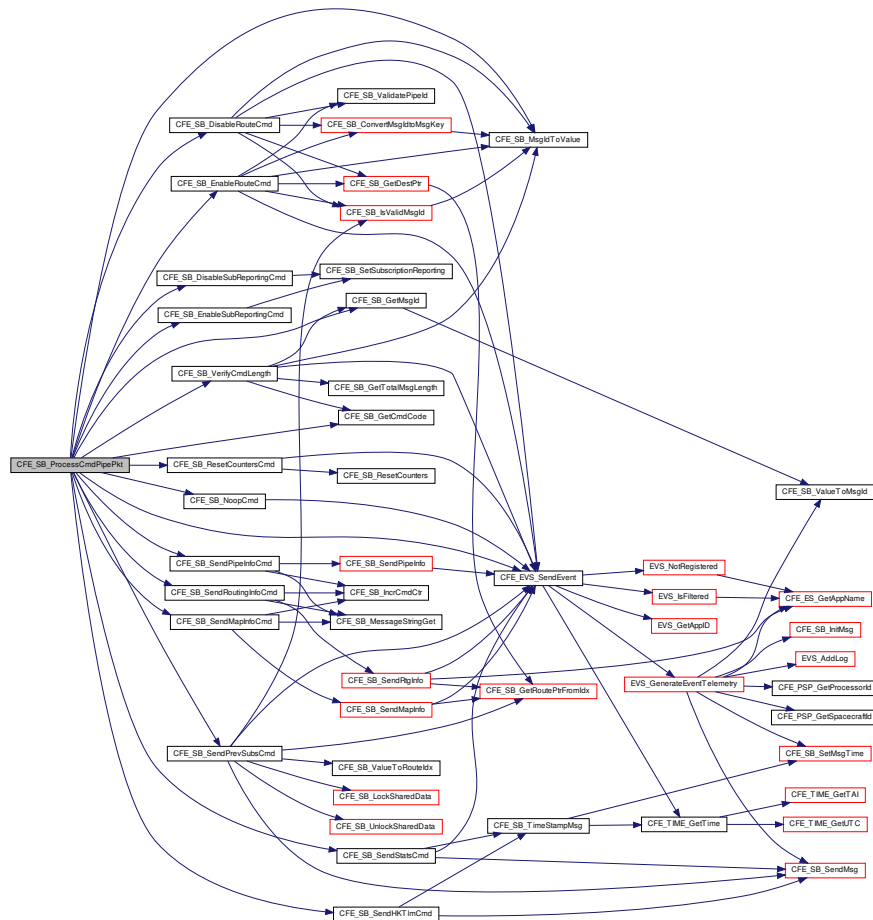 CFE_SB_ValidatePipeId
CFE_SB_DisableRouteCmd
CFE_SB_ConvertMsgIdtoMsgKey
CFE_SB_MsgIdToValue
CFE_SB_EnableRouteCmd
CFE_SB_GetDestPtr
CFE_SB_IsValidMsgId
CFE_SB_DisableSubReportingCmd
CFE_SB_SetSubscriptionReporting
CFE_SB_GetMsgId
CFE_SB_EnableSubReportingCmd
CFE_SB_VerifyCmdLength
CFE_SB_GetTotalMsgLength
CFE_SB_GetCmdCode
CFE_SB_ProcessCmdPipePkt
CFE_SB_ResetCountersCmd
CFE_SB_ResetCounters
CFE_SB_ValueToMsgId
CFE_SB_NoopCmd
CFE_SB_SendPipeInfoCmd
CFE_SB_SendPipeInfo
CFE_EVS_SendEvent
EVS_NotRegistered
CFE_SB_SendRoutingInfoCmd
CFE_SB_IncrCmdCtr
EVS_IsFiltered
CFE_ES_GetAppName
CFE_SB_SendMapInfoCmd
CFE_SB_MessageStringGet
EVS_GetAppID
CFE_SB_InitMsg
EVS_AddLog
CFE_SB_SendRtgInfo
CFE_SB_GetRoutePtrFromIdx
EVS_GenerateEventTelemetry
CFE_PSP_GetProcessorId
CFE_SB_SendMapInfo
CFE_PSP_GetSpacecraftId
CFE_SB_SendPrevSubsCmd
CFE_SB_ValueToRouteIdx
CFE_SB_SetMsgTime
CFE_SB_LockSharedData
CFE_TIME_GetTAI
CFE_SB_UnlockSharedData
CFE_SB_TimeStampMsg
CFE_TIME_GetTime
CFE_TIME_GetUTC
CFE_SB_SendStatsCmd
CFE_SB_SendMsg
CFE_SB_SendHKTlmCmd